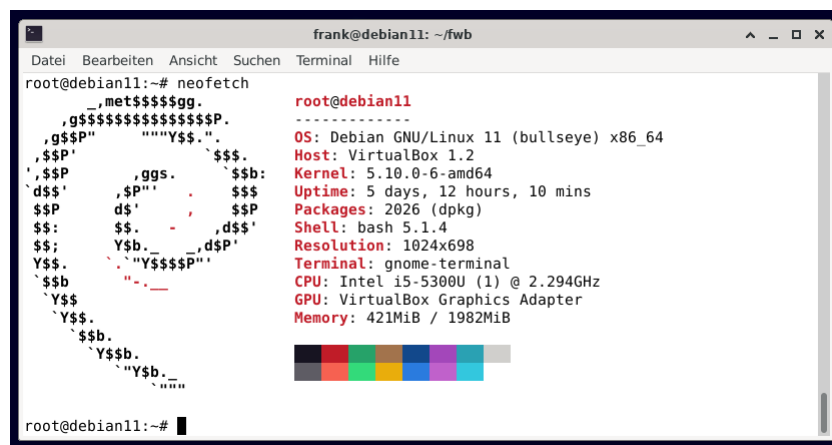 frank@debian11: ~/fwb
Datei Bearbeiten Ansicht Suchen Terminal Hilfe
root@debian11:~# neofetch
root@debian11
-------------
OS: Debian GNU/Linux 11 (bullseye) x86_64
Host: VirtualBox 1.2
Kernel: 5.10.0-6-amd64
Uptime: 5 days, 12 hours, 10 mins
Packages: 2026 (dpkg)
Shell: bash 5.1.4
Resolution: 1024x698
Terminal: gnome-terminal
CPU: Intel i5-5300U (1) @ 2.294GHz
GPU: VirtualBox Graphics Adapter
Memory: 421MiB / 1982MiB
root@debian11:~#